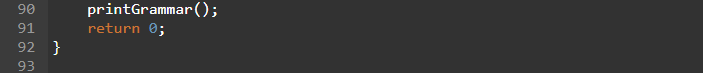 90 printGrammar();
91 return 0;
92 }
93